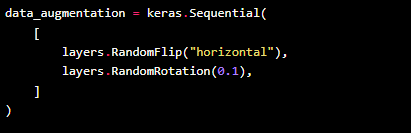 data_augmentation = keras.Sequential(
    [
        layers.RandomFlip("horizontal"),
        layers.RandomRotation(0.1),
    ]
)